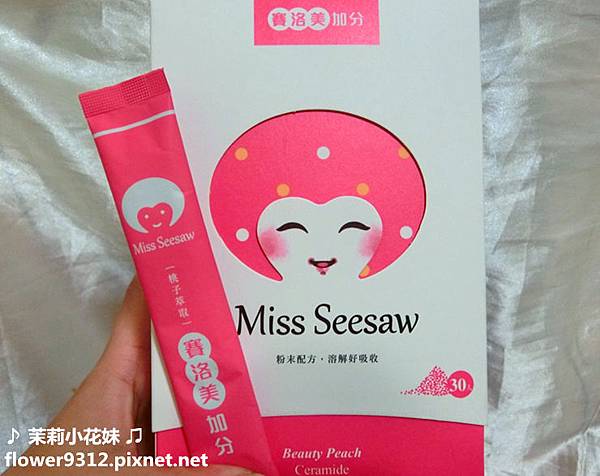 賽洛美加分
Miss Seesaw
粉末配方・溶解好吸收
30
Beauty Peach
Ceramide
Miss Seesaw
桃子萃取
賽洛美加分
♪ 茉莉小花妹 ♫
flower9312.pixnet.net